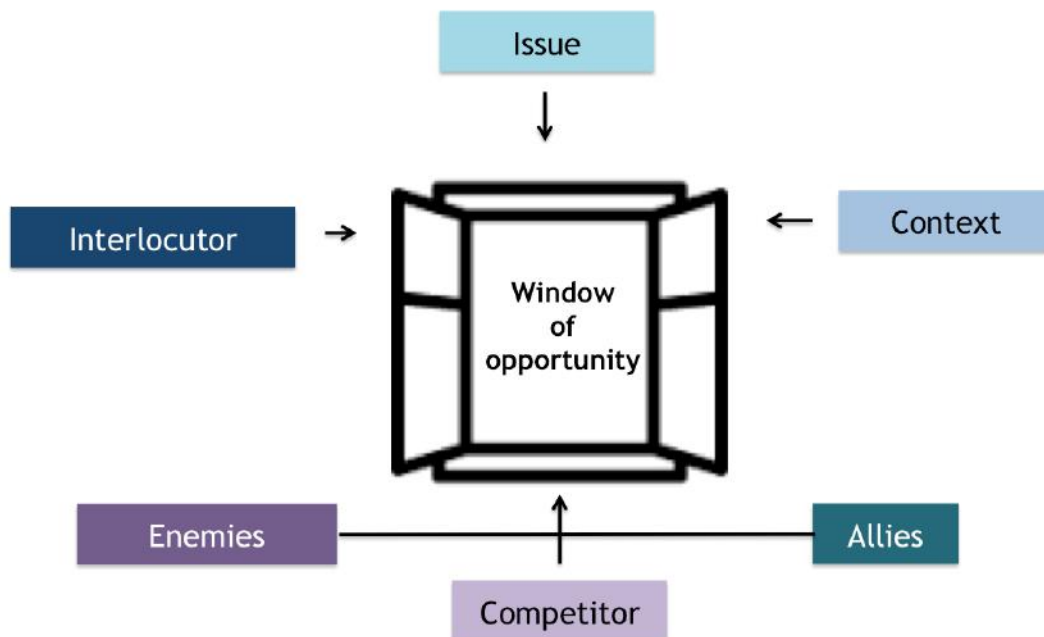 Issue
Interlocutor
Context
Window
of
opportunity
Enemies
Allies
Competitor